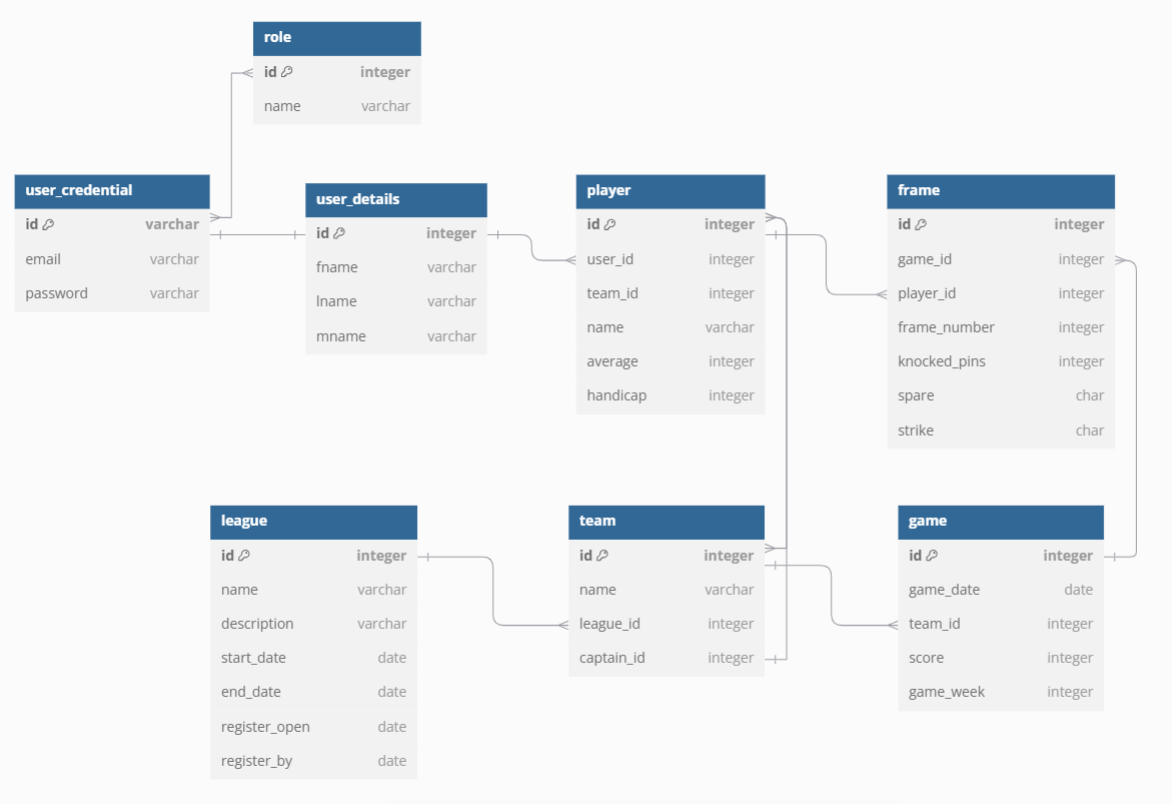 role
id integer
name varchar
user_credential
id varchar
email varchar
password varchar
user_details
id integer
fname varchar
lname varchar
mname varchar
player
id integer
user_id integer
team_id integer
name varchar
average integer
handicap integer
frame
id integer
game_id integer
player_id integer
frame_number integer
knocked_pins integer
spare char
strike char
league
id integer
name varchar
description varchar
start_date date
end_date date
register_open date
register_by date
team
id integer
name varchar
league_id integer
captain_id integer
game
id integer
game_date date
team_id integer
score integer
game_week integer